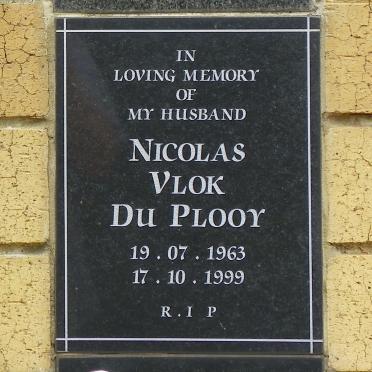 IN
LOVING MEMORY
OF
MY HUSBAND
NICOLAS
VLOK
DU PLOOY
19 . 07 . 1963
17 . 10 . 1999
R . I P